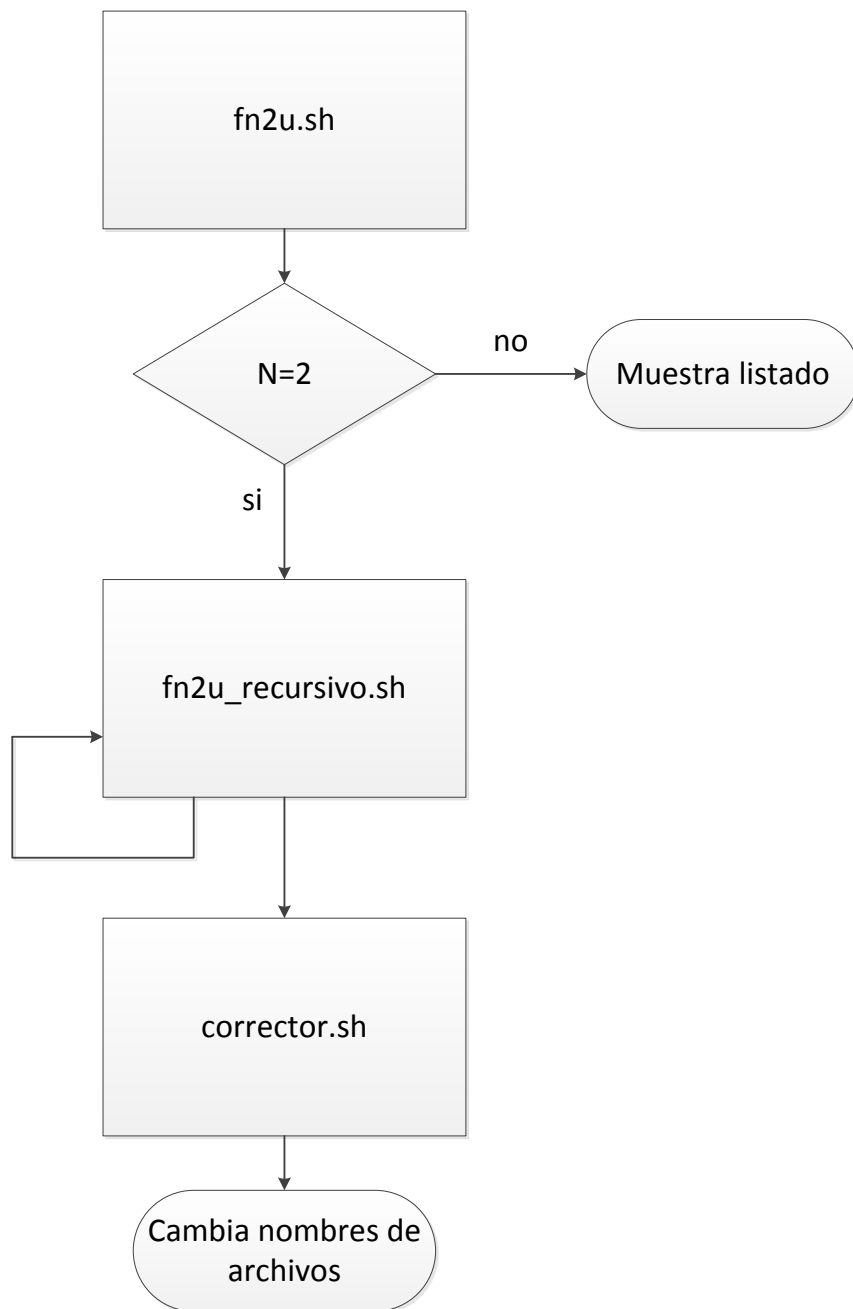 fn2u.sh
N=2
no
Muestra listado
si
fn2u_recursivo.sh
corrector.sh
Cambia nombres de
archivos